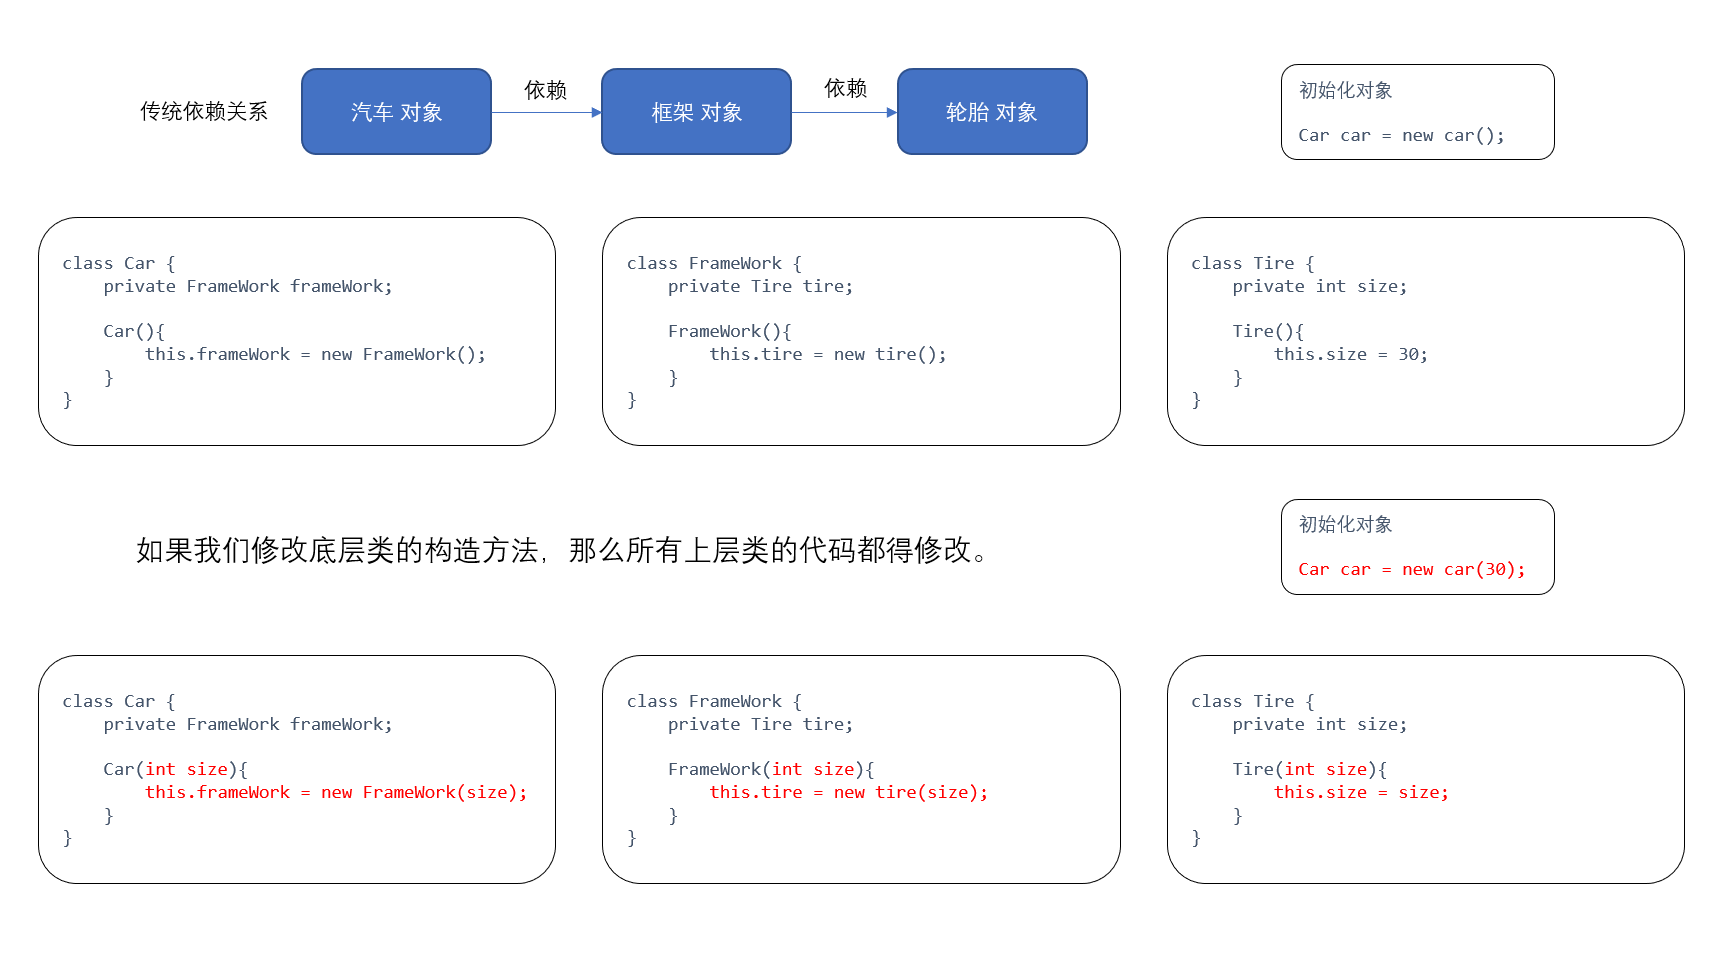 传统依赖关系
汽车 对象
依赖
框架 对象
依赖
轮胎 对象
初始化对象
Car car = new car();
class Car {
    private FrameWork frameWork;
    Car(){
        this.frameWork = new FrameWork();
    }
}
class FrameWork {
    private Tire tire;
    FrameWork(){
        this.tire = new tire();
    }
}
class Tire {
    private int size;
    Tire(){
        this.size = 30;
    }
}
如果我们修改底层类的构造方法，那么所有上层类的代码都得修改。
初始化对象
Car car = new car(30);
class Car {
    private FrameWork frameWork;
    Car(int size){
        this.frameWork = new FrameWork(size);
    }
}
class FrameWork {
    private Tire tire;
    FrameWork(int size){
        this.tire = new tire(size);
    }
}
class Tire {
    private int size;
    Tire(int size){
        this.size = size;
    }
}